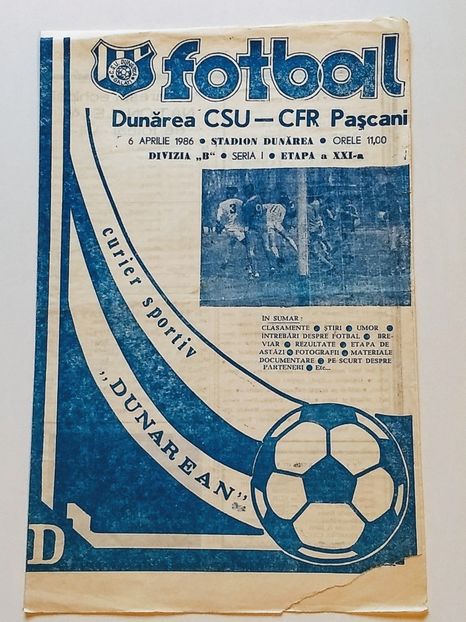 fotbal
Dunărea CSU — CFR Pașcani
6 APRILIE 1986 • STADION DUNĂREA • ORELE 11,00
DIVIZIA „B" • SERIA I • ETAPA a XXI-a
curier sportiv
„DUNAREAN"
IN SUMAR :
CLASAMENTE • ȘTIRI • UMOR •
INTREBĂRI DESPRE FOTBAL • BRE-
VIAR • REZULTATE • ETAPA DE
ASTĂZI • FOTOGRAFII • MATERIALE
DOCUMENTARE • PE SCURT DESPRE
PARTENERI • Etc...
D